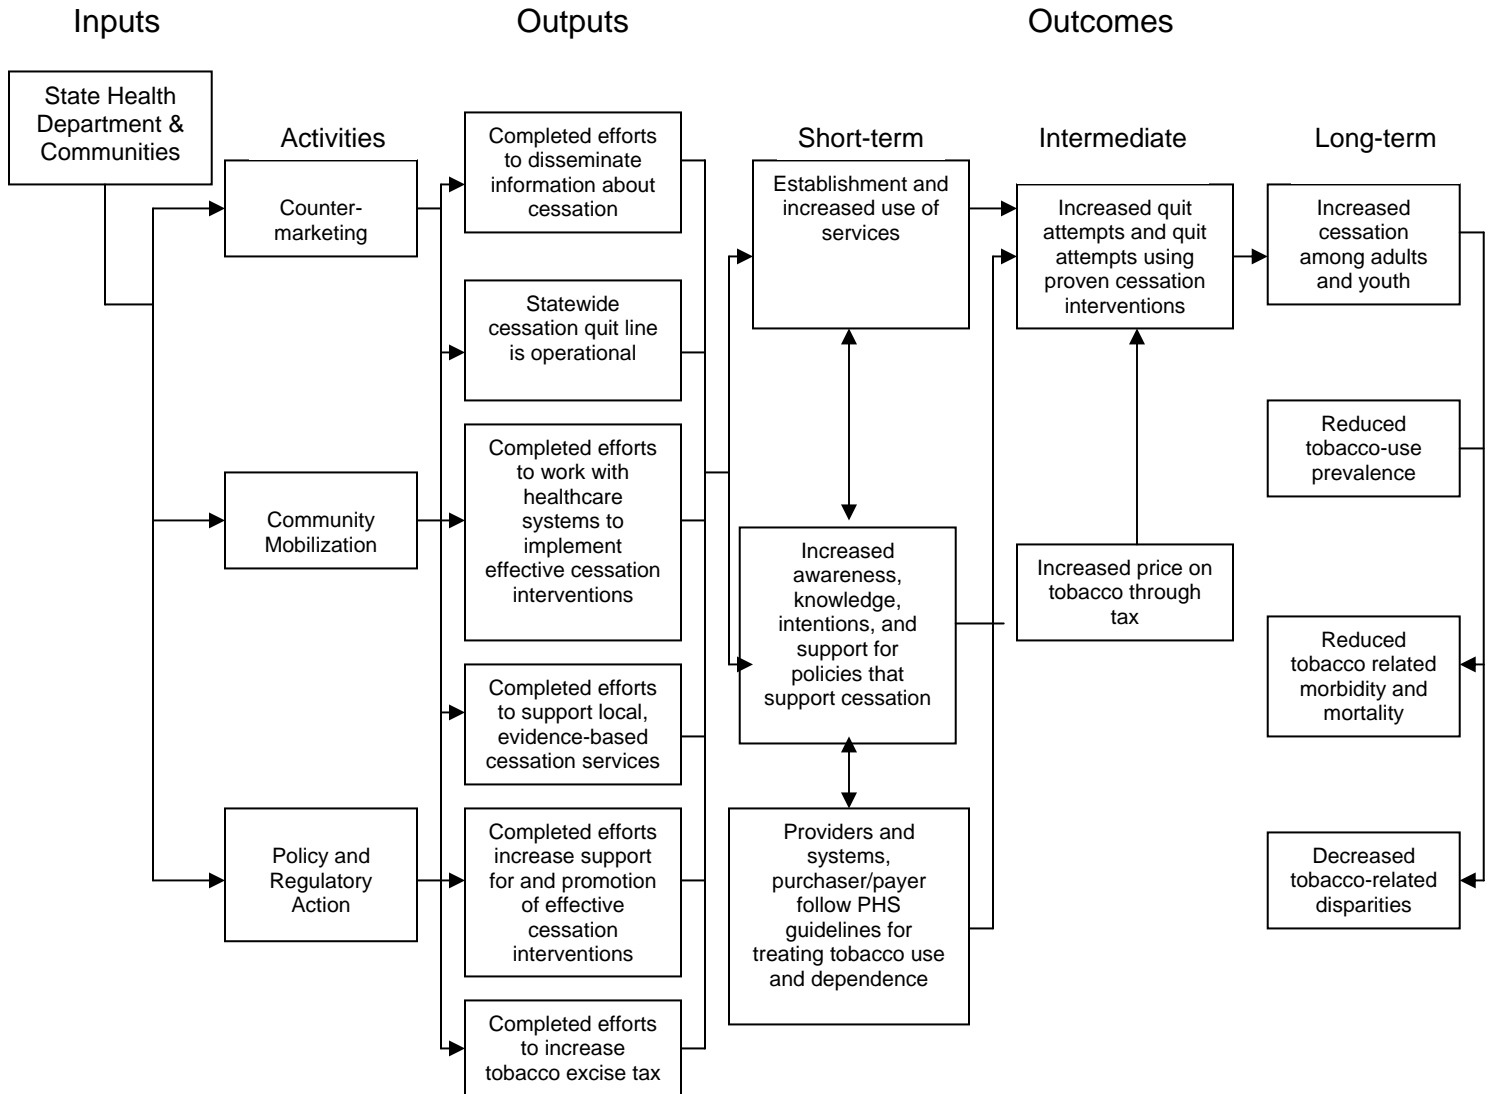 Inputs
Outputs
Outcomes
State Health
Department &
Communities
Activities
Counter-
marketing
Community
Mobilization
Policy and
Regulatory
Action
Completed efforts
to disseminate
information about
cessation
Statewide
cessation quit line
is operational
Completed efforts
to work with
healthcare
systems to
implement
effective cessation
interventions
Completed efforts
to support local,
evidence-based
cessation services
Completed efforts
increase support
for and promotion
of effective
cessation
interventions
Completed efforts
to increase
tobacco excise tax
Short-term
Establishment and
increased use of
services
Increased
awareness,
knowledge,
intentions, and
support for
policies that
support cessation
Providers and
systems,
purchaser/payer
follow PHS
guidelines for
treating tobacco use
and dependence
Intermediate
Increased quit
attempts and quit
attempts using
proven cessation
interventions
Increased price on
tobacco through
tax
Long-term
Increased
cessation
among adults
and youth
Reduced
tobacco-use
prevalence
Reduced
tobacco related
morbidity and
mortality
Decreased
tobacco-related
disparities